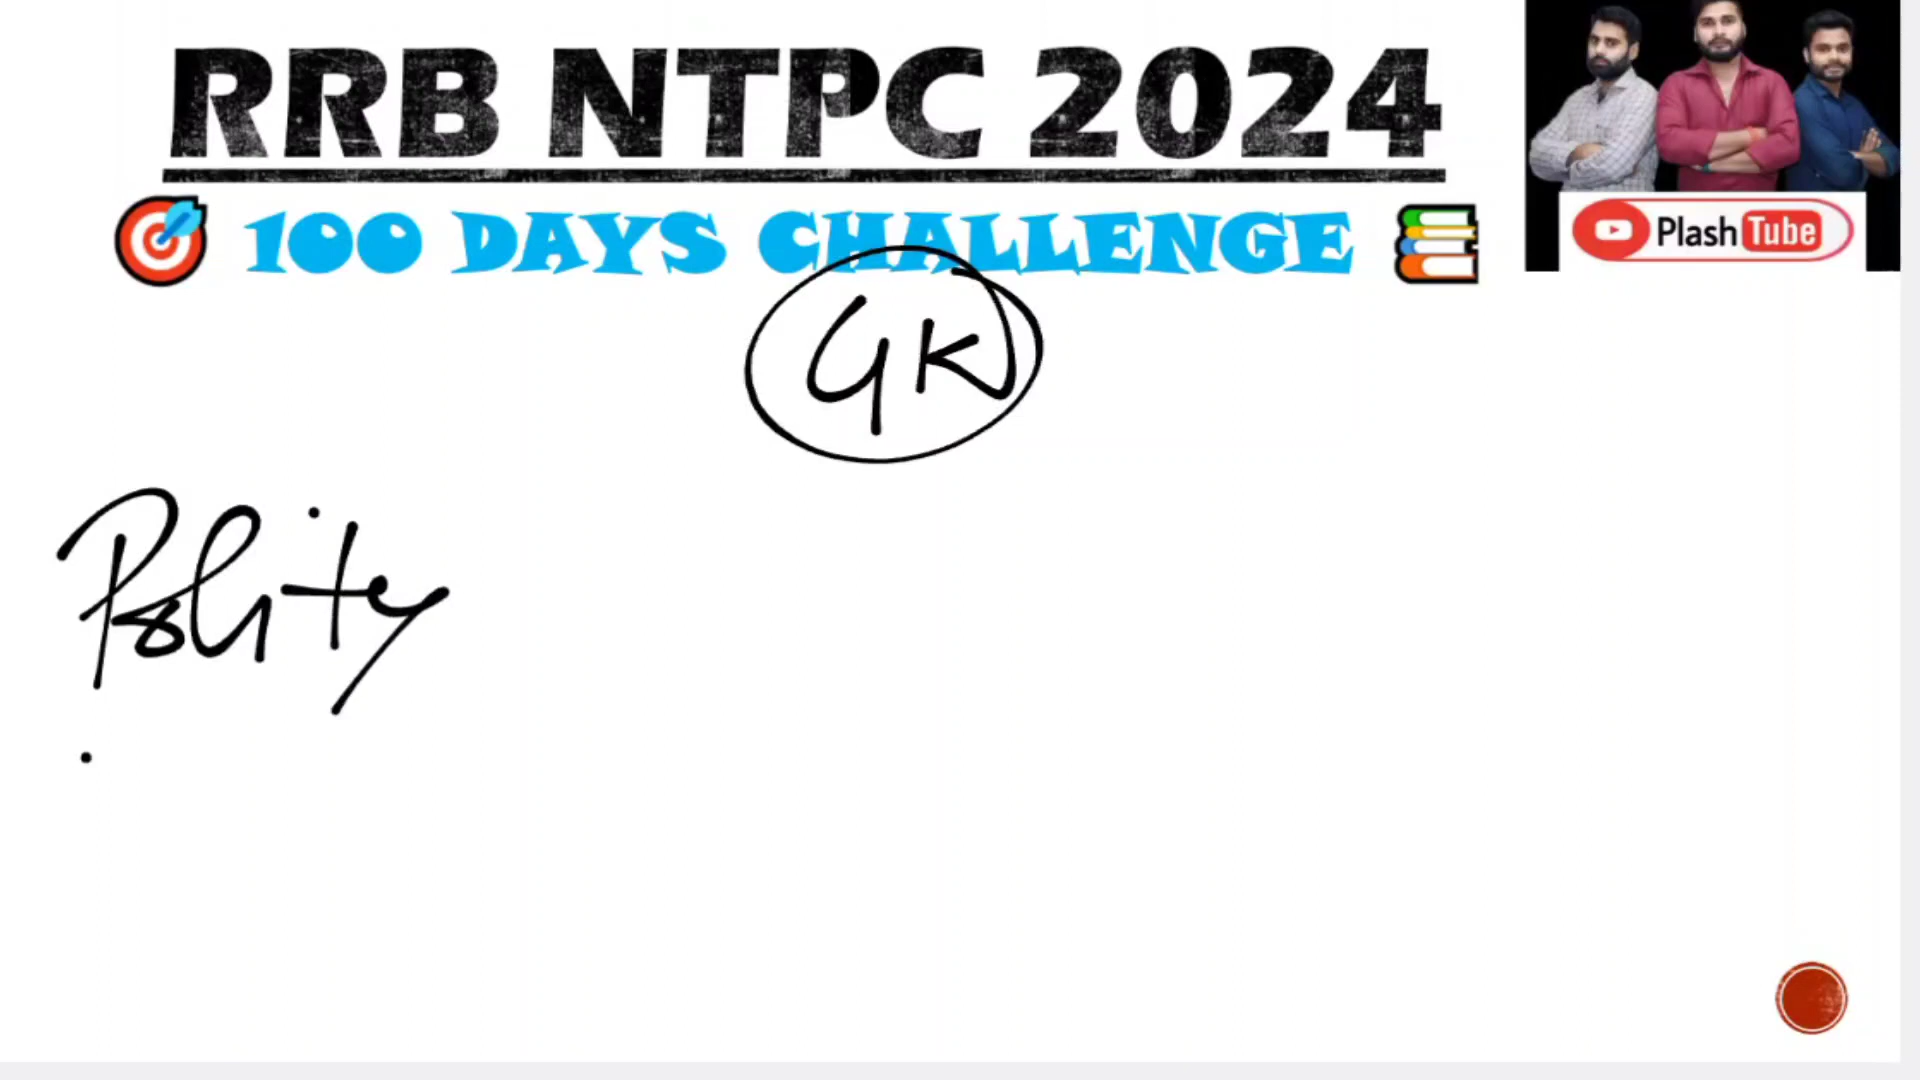 RRB NTPC 2024
100 DAYS CHALLENGE
Plash Tube
GK
Polity